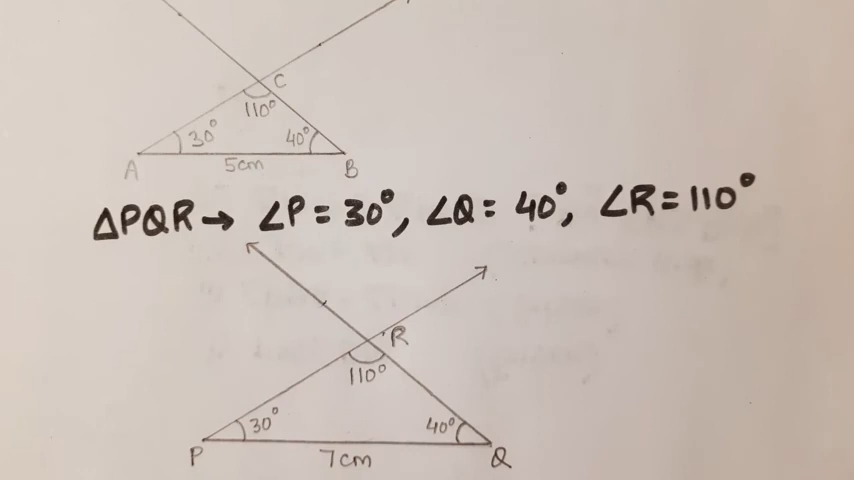 C
110°
30°
40°
A
5cm
B
ΔPQR→ ∠P = 30°, ∠Q = 40°, ∠R = 110°
R
110°
30°
40°
P
7cm
Q